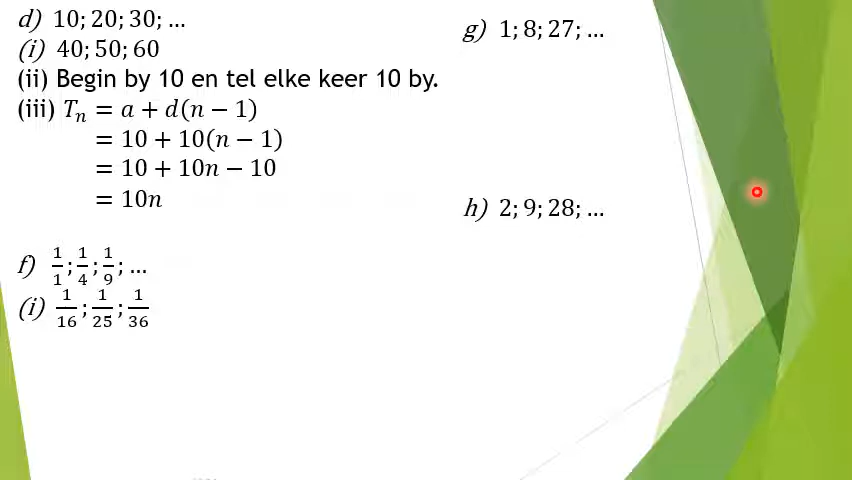 d) 10; 20; 30; ...
(i) 40; 50; 60
(ii) Begin by 10 en tel elke keer 10 by.
(iii) Tₙ = a + d(n − 1)
= 10 + 10(n − 1)
= 10 + 10n − 10
= 10n
f) 1/1; 1/4; 1/9; ...
(i) 1/16; 1/25; 1/36
g) 1; 8; 27; ...
h) 2; 9; 28; ...